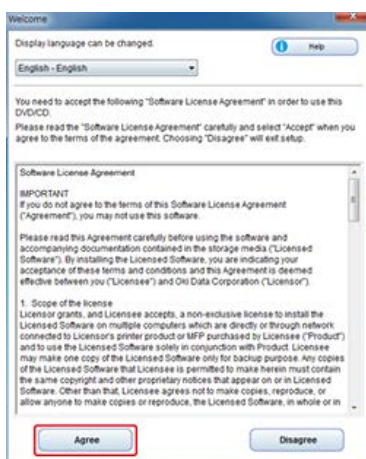 Welcome
Display language can be changed.
Help
English - English
You need to accept the following "Software License Agreement" in order to use this
DVD/CD.
Please read the "Software License Agreement" carefully and select "Accept" when you
agree to the terms of the agreement. Choosing "Disagree" will exit setup.
Software License Agreement
IMPORTANT
If you do not agree to the terms of this Software License Agreement
("Agreement"), you may not use this software.
Please read this Agreement carefully before using the software and
accompanying documentation contained in the storage media ("Licensed
Software"). By installing the Licensed Software, you are indicating your
acceptance of these terms and conditions and this Agreement is deemed
effective between you ("Licensee") and Oki Data Corporation ("Licensor").
1. Scope of the license
Licensor grants, and Licensee accepts, a non-exclusive license to install the
Licensed Software on multiple computers which are directly or through network
connected to Licensor's printer product or MFP purchased by Licensee ("Product")
and to use the Licensed Software solely in conjunction with Product. Licensee
may make one copy of the Licensed Software only for backup purpose. Any copies
of the Licensed Software that Licensee is permitted to make herein must contain
the same copyright and other proprietary notices that appear on or in Licensed
Software. Other than that, Licensee agrees not to make copies, reproduce, or
allow anyone to make copies or reproduce, the Licensed Software, in whole or in
Agree
Disagree